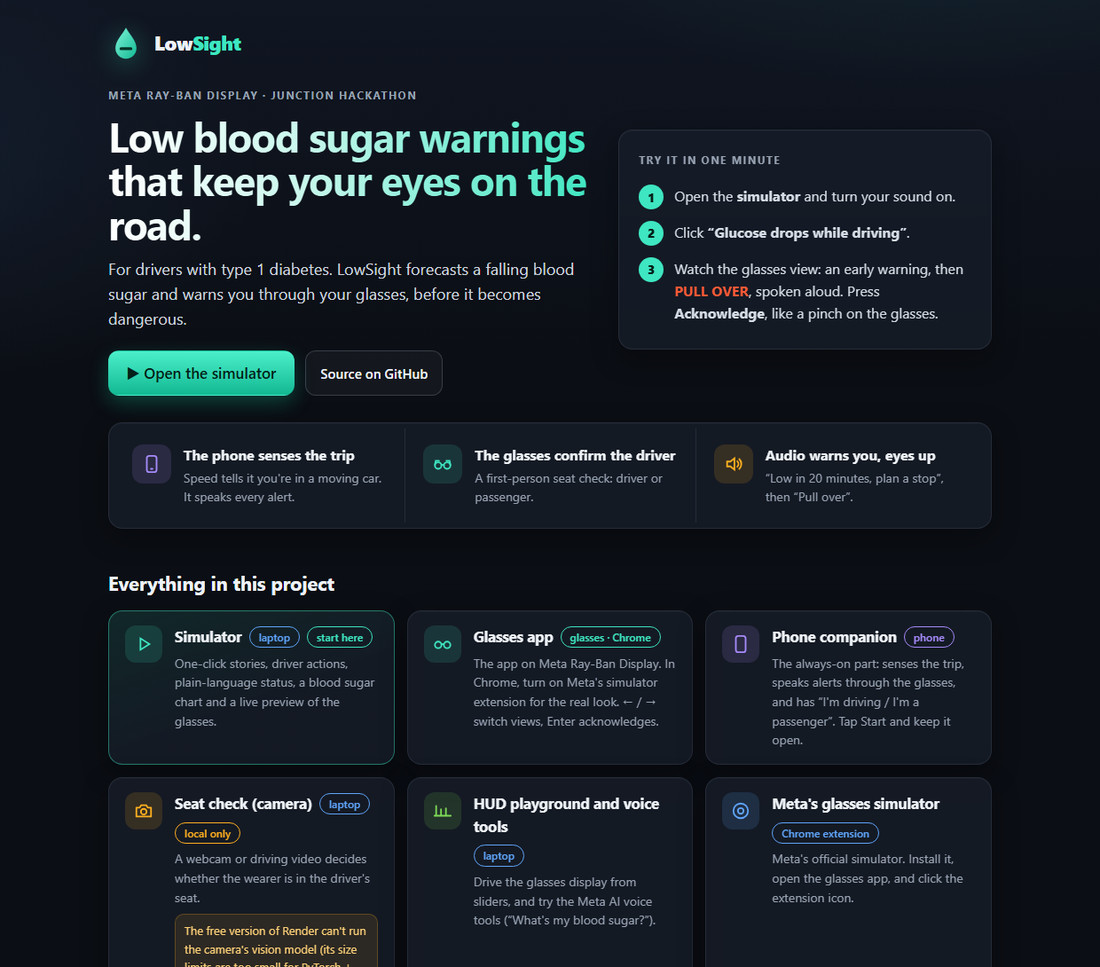 LowSight
META RAY-BAN DISPLAY · JUNCTION HACKATHON
Low blood sugar warnings
that keep your eyes on the
road.
For drivers with type 1 diabetes. LowSight forecasts a falling blood
sugar and warns you through your glasses, before it becomes
dangerous.
▶ Open the simulator
Source on GitHub
TRY IT IN ONE MINUTE
1 Open the simulator and turn your sound on.
2 Click “Glucose drops while driving”.
3 Watch the glasses view: an early warning, then
PULL OVER, spoken aloud. Press
Acknowledge, like a pinch on the glasses.
The phone senses the trip
Speed tells it you're in a moving car.
It speaks every alert.
The glasses confirm the driver
A first-person seat check: driver or
passenger.
Audio warns you, eyes up
“Low in 20 minutes, plan a stop”,
then “Pull over”.
Everything in this project
Simulator laptop start here
One-click stories, driver actions,
plain-language status, a blood sugar
chart and a live preview of the
glasses.
Glasses app glasses · Chrome
The app on Meta Ray-Ban Display. In
Chrome, turn on Meta's simulator
extension for the real look. ← / →
switch views, Enter acknowledges.
Phone companion phone
The always-on part: senses the trip,
speaks alerts through the glasses,
and has “I'm driving / I'm a
passenger”. Tap Start and keep it
open.
Seat check (camera) laptop
local only
A webcam or driving video decides
whether the wearer is in the driver's
seat.
The free version of Render can't run
the camera's vision model (its size
limits are too small for PyTorch +
HUD playground and voice
tools
laptop
Drive the glasses display from
sliders, and try the Meta AI voice
tools (“What's my blood sugar?”).
Meta's glasses simulator
Chrome extension
Meta's official simulator. Install it,
open the glasses app, and click the
extension icon.